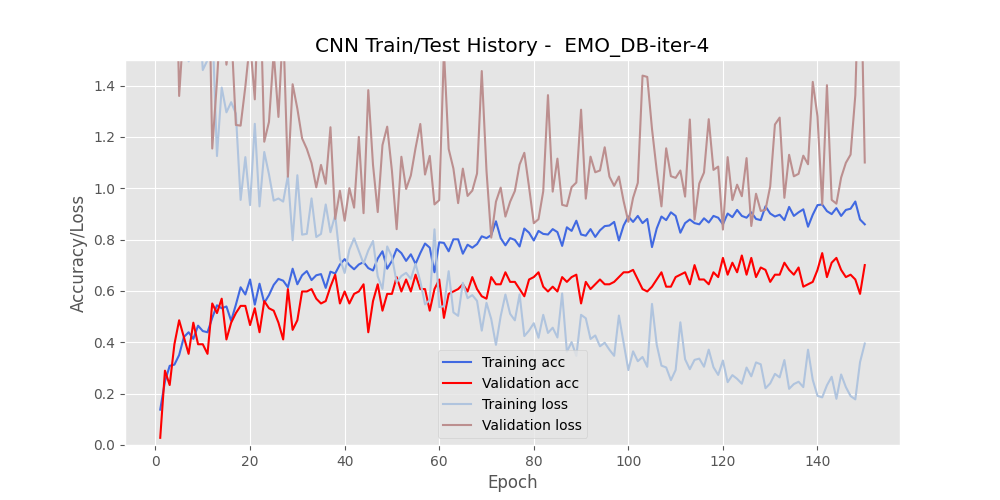 CNN Train/Test History -  EMO_DB-iter-4
Accuracy/Loss
1.4
1.2
1.0
0.8
0.6
0.4
0.2
0.0
Training acc
Validation acc
Training loss
Validation loss
0 20 40 60 80 100 120 140
Epoch